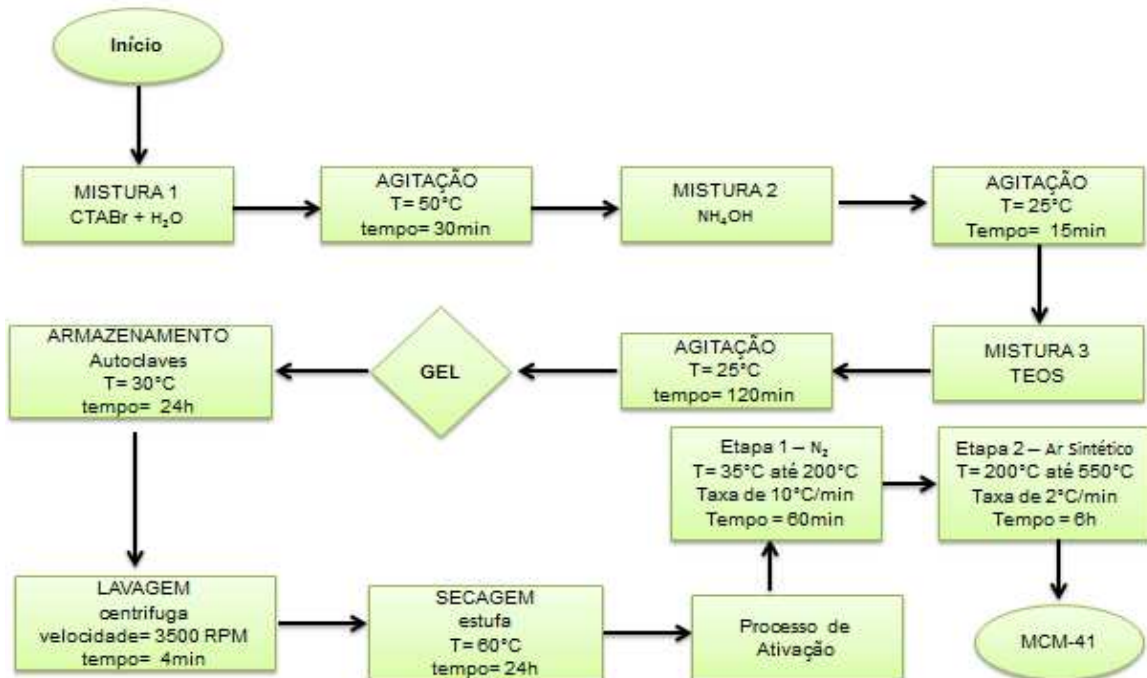 Início
MISTURA 1
CTABr + H₂O
AGITAÇÃO
T= 50°C
tempo= 30min
MISTURA 2
NH₄OH
AGITAÇÃO
T= 25°C
Tempo= 15min
MISTURA 3
TEOS
AGITAÇÃO
T= 25°C
tempo= 120min
GEL
ARMAZENAMENTO
Autoclaves
T= 30°C
tempo= 24h
LAVAGEM
centrifuga
velocidade= 3500 RPM
tempo= 4min
SECAGEM
estufa
T= 60°C
tempo= 24h
Processo de
Ativação
Etapa 1 – N₂
T= 35°C até 200°C
Taxa de 10°C/min
Tempo = 60min
Etapa 2 – Ar Sintético
T= 200°C até 550°C
Taxa de 2°C/min
Tempo = 6h
MCM-41